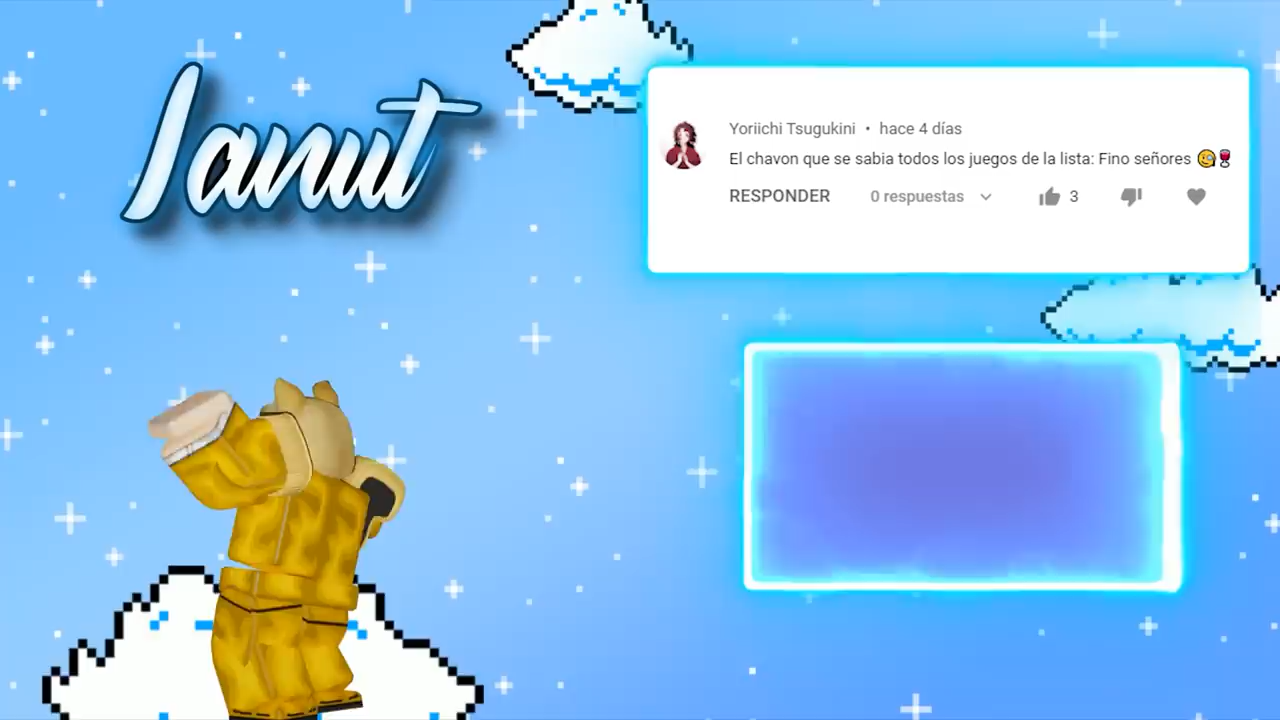 Ianut
Yoriichi Tsugukini • hace 4 días
El chavon que se sabia todos los juegos de la lista: Fino señores 🧐🍷
RESPONDER 0 respuestas 3